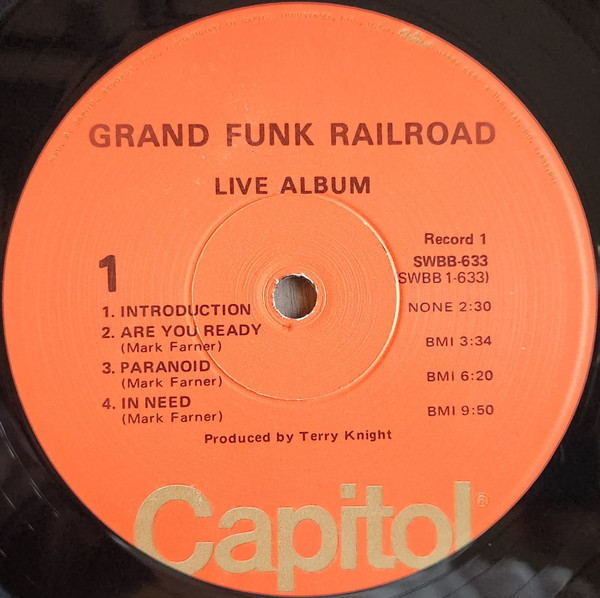 GRAND FUNK RAILROAD
LIVE ALBUM
Record 1
1
SWBB-633
SWBB 1-633)
1. INTRODUCTION NONE 2:30
2. ARE YOU READY
(Mark Farner) BMI 3:34
3. PARANOID
(Mark Farner) BMI 6:20
4. IN NEED
(Mark Farner) BMI 9:50
Produced by Terry Knight
Capitol®